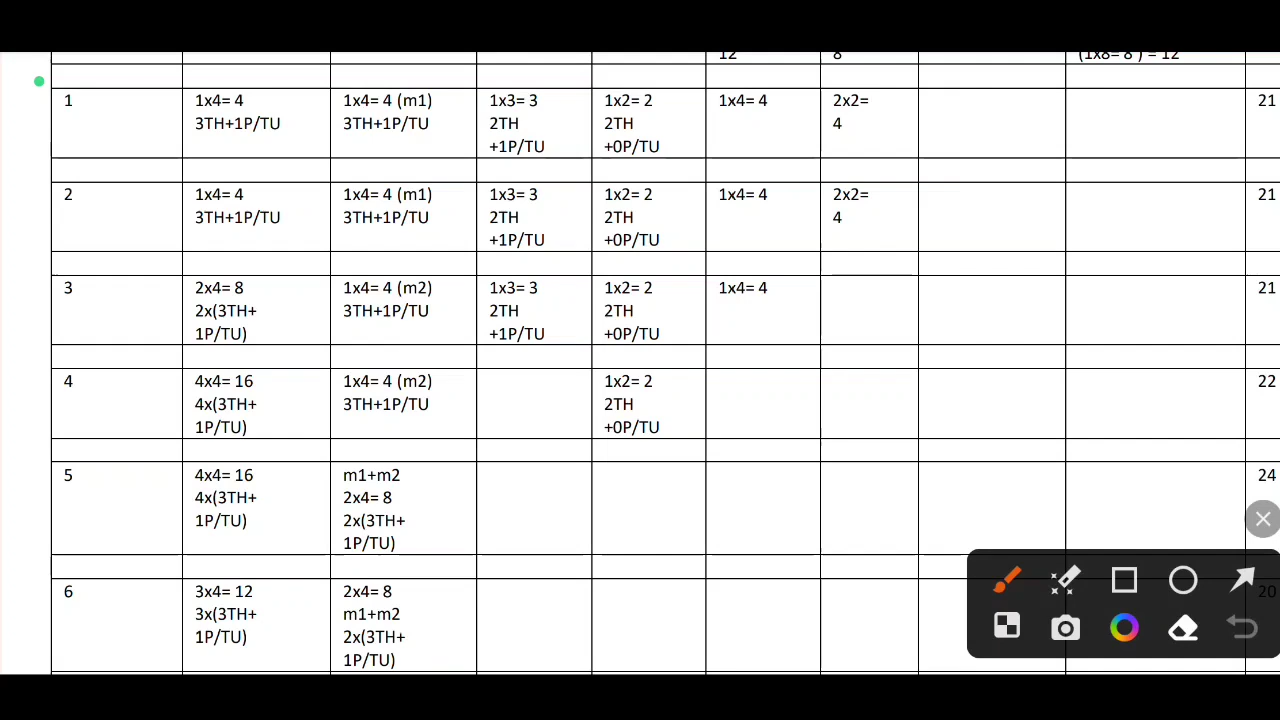 12 8 (1x8= 8 ) = 12
1 1x4= 4 1x4= 4 (m1) 1x3= 3 1x2= 2 1x4= 4 2x2= 21
3TH+1P/TU 3TH+1P/TU 2TH 2TH 4
+1P/TU +0P/TU
2 1x4= 4 1x4= 4 (m1) 1x3= 3 1x2= 2 1x4= 4 2x2= 21
3TH+1P/TU 3TH+1P/TU 2TH 2TH 4
+1P/TU +0P/TU
3 2x4= 8 1x4= 4 (m2) 1x3= 3 1x2= 2 1x4= 4 21
2x(3TH+ 3TH+1P/TU 2TH 2TH
1P/TU) +1P/TU +0P/TU
4 4x4= 16 1x4= 4 (m2) 1x2= 2 22
4x(3TH+ 3TH+1P/TU 2TH
1P/TU) +0P/TU
5 4x4= 16 m1+m2 24
4x(3TH+ 2x4= 8
1P/TU) 2x(3TH+
1P/TU)
6 3x4= 12 2x4= 8 20
3x(3TH+ m1+m2
1P/TU) 2x(3TH+
1P/TU)